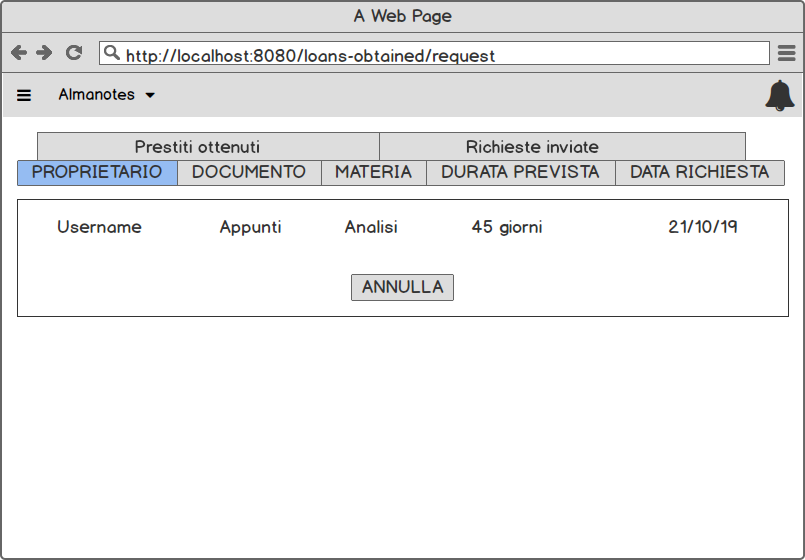 A Web Page
http://localhost:8080/loans-obtained/request
Almanotes
Prestiti ottenuti Richieste inviate
PROPRIETARIO DOCUMENTO MATERIA DURATA PREVISTA DATA RICHIESTA
Username Appunti Analisi 45 giorni 21/10/19
ANNULLA